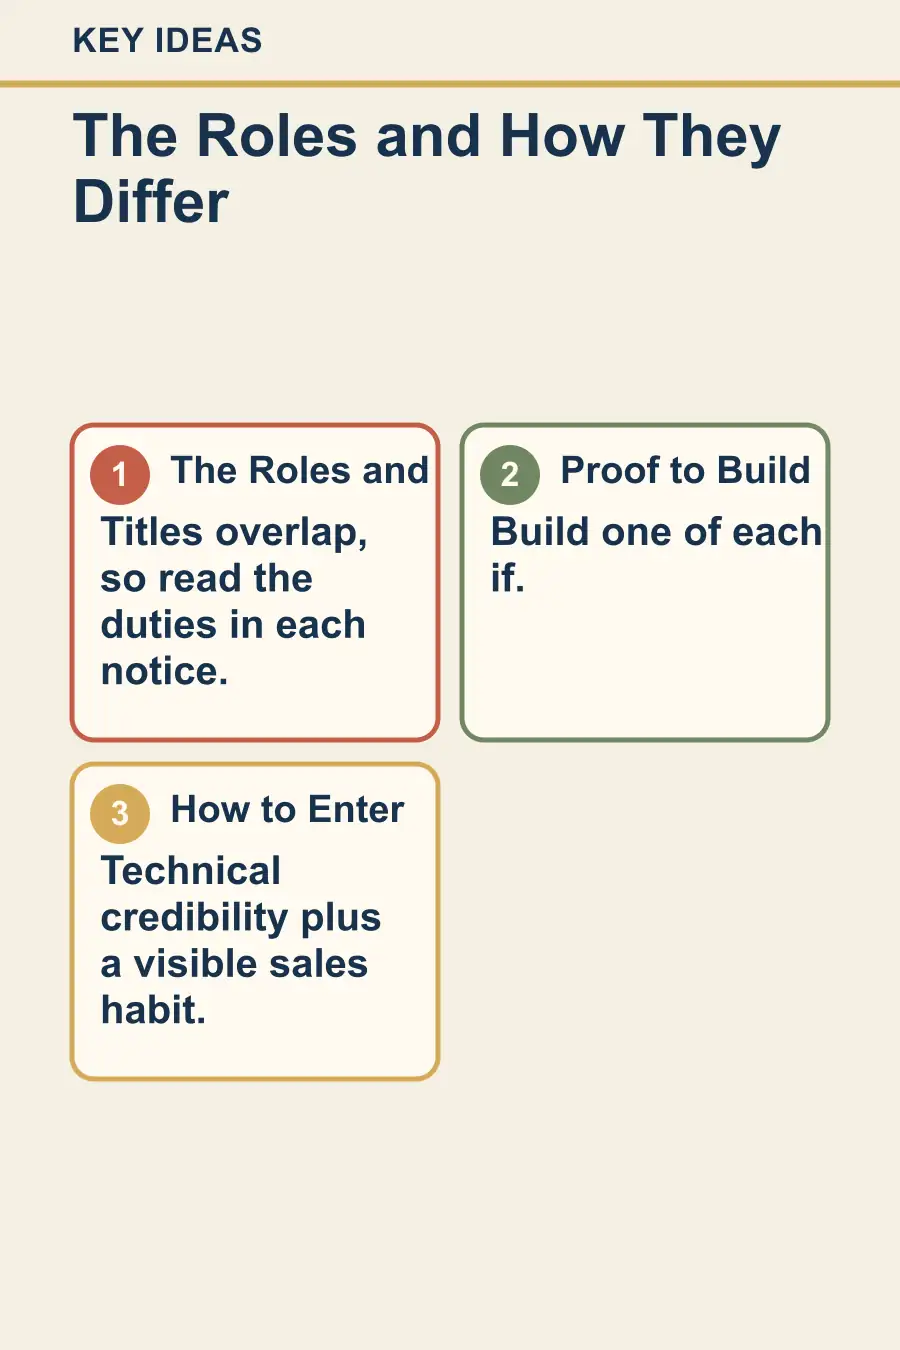 KEY IDEAS
The Roles and How They
Differ
1
The Roles and
Titles overlap,
so read the
duties in each
notice.
2
Proof to Build
Build one of each
if.
3
How to Enter
Technical
credibility plus
a visible sales
habit.